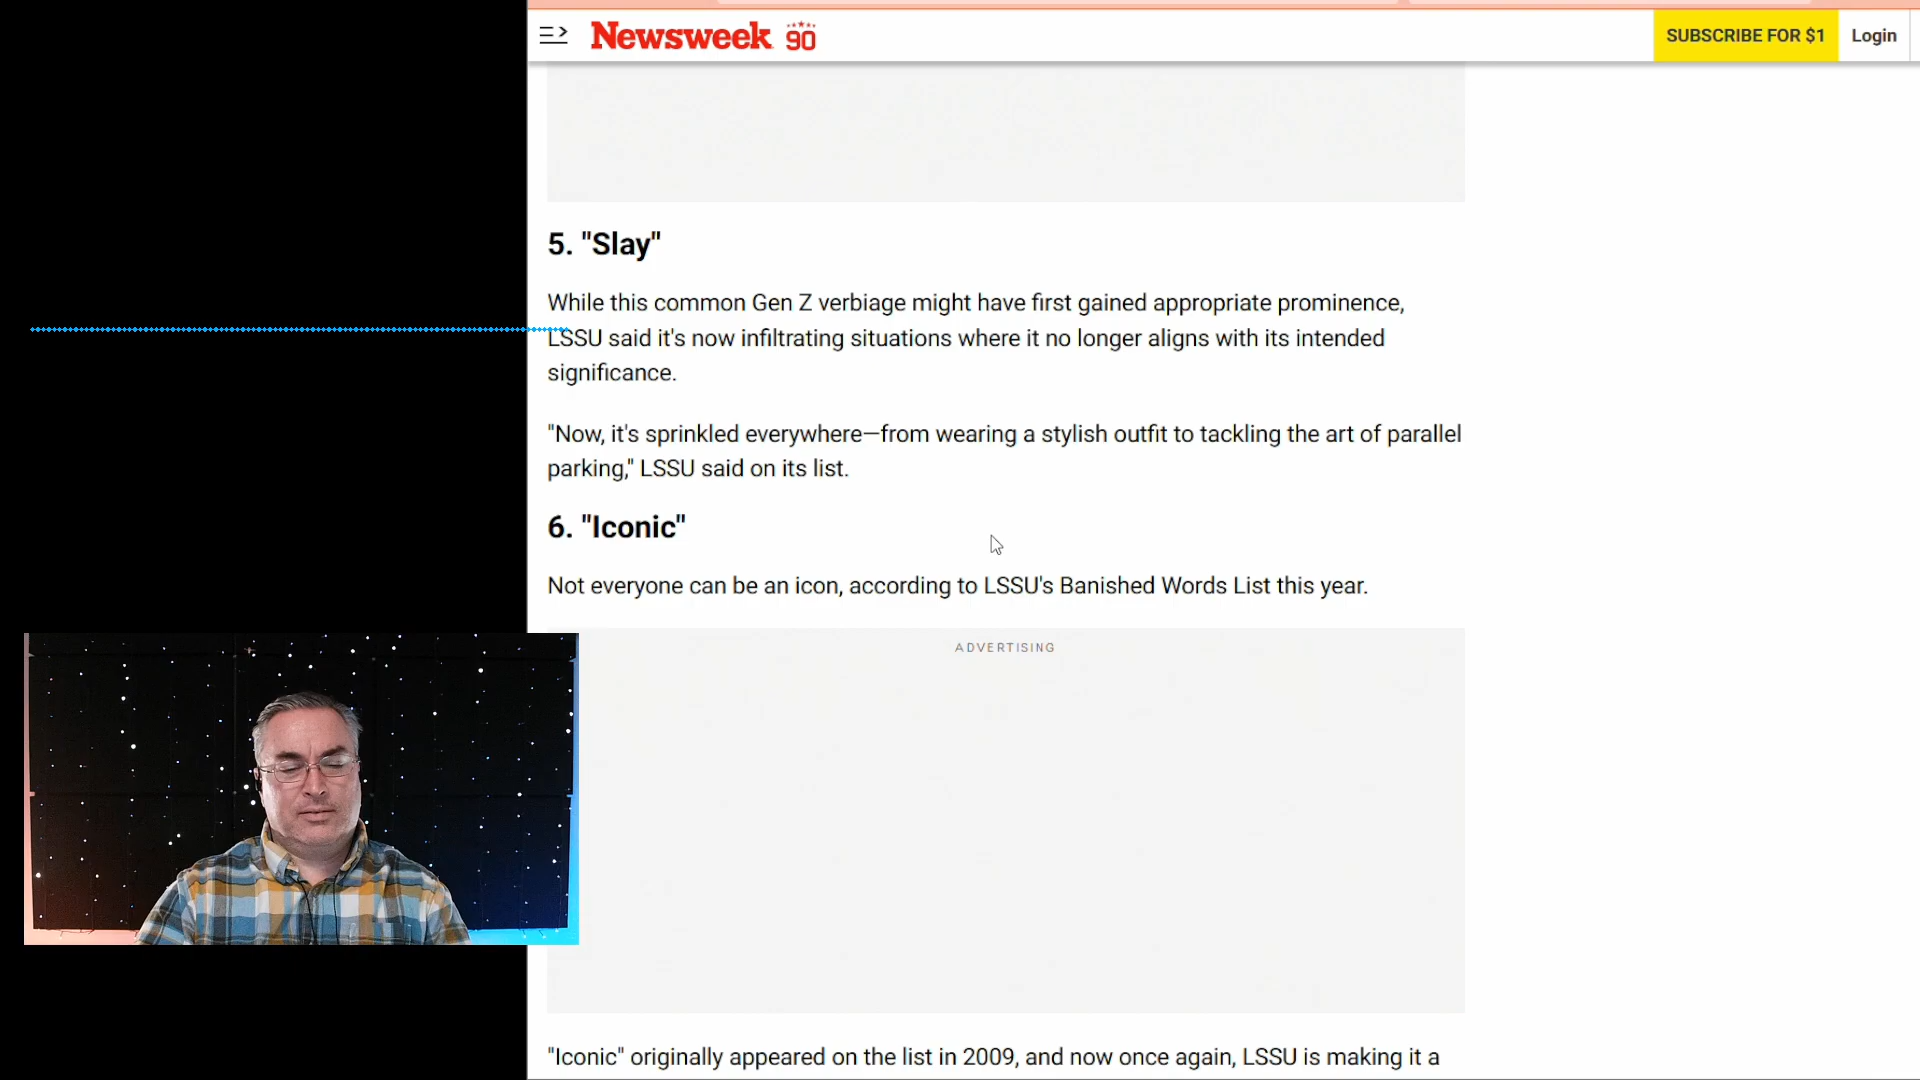 Newsweek 90
SUBSCRIBE FOR $1
Login
5. "Slay"
While this common Gen Z verbiage might have first gained appropriate prominence,
LSSU said it's now infiltrating situations where it no longer aligns with its intended
significance.
"Now, it's sprinkled everywhere—from wearing a stylish outfit to tackling the art of parallel
parking," LSSU said on its list.
6. "Iconic"
Not everyone can be an icon, according to LSSU's Banished Words List this year.
ADVERTISING
"Iconic" originally appeared on the list in 2009, and now once again, LSSU is making it a